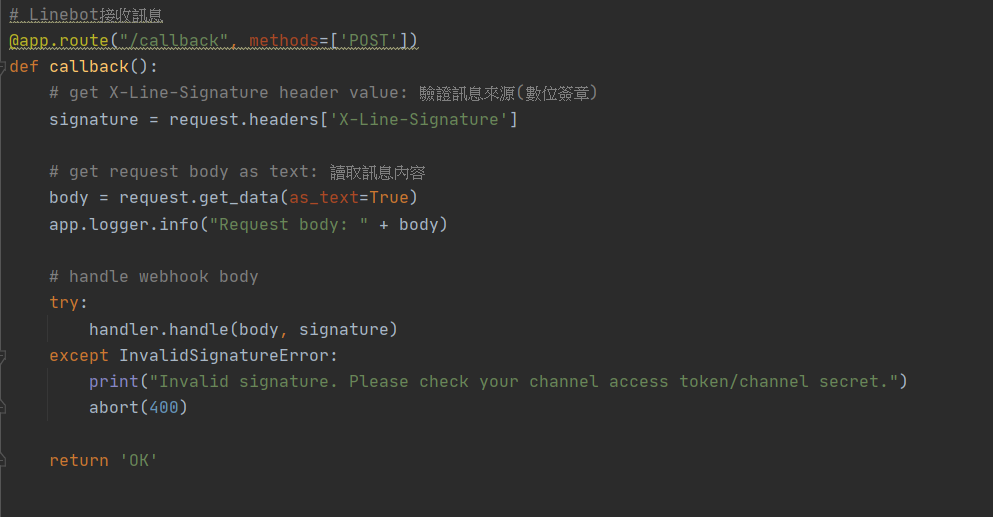 # Linebot接收訊息
@app.route("/callback", methods=['POST'])
def callback():
    # get X-Line-Signature header value: 驗證訊息來源(數位簽章)
    signature = request.headers['X-Line-Signature']
    # get request body as text: 讀取訊息內容
    body = request.get_data(as_text=True)
    app.logger.info("Request body: " + body)
    # handle webhook body
    try:
        handler.handle(body, signature)
    except InvalidSignatureError:
        print("Invalid signature. Please check your channel access token/channel secret.")
        abort(400)
    return 'OK'